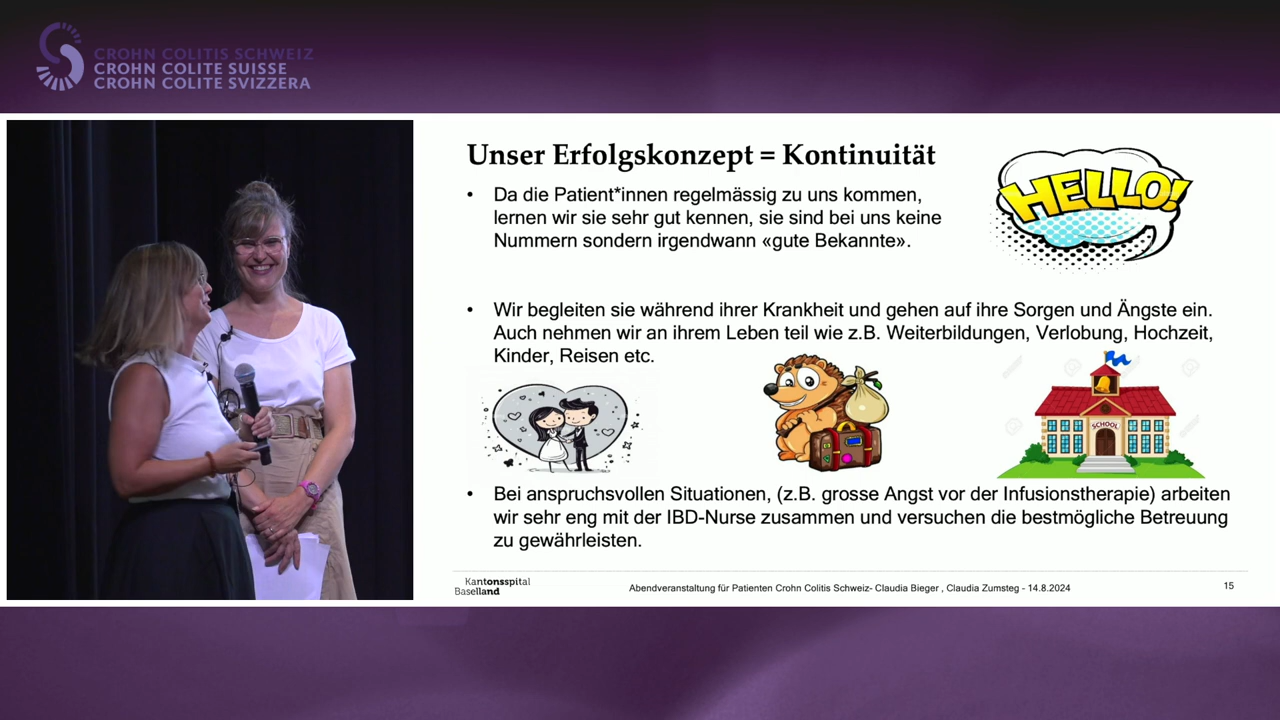 CROHN COLITIS SCHWEIZ
CROHN COLITE SUISSE
CROHN COLITE SVIZZERA
Unser Erfolgskonzept = Kontinuität
• Da die Patient*innen regelmässig zu uns kommen,
lernen wir sie sehr gut kennen, sie sind bei uns keine
Nummern sondern irgendwann «gute Bekannte».
HELLO!
• Wir begleiten sie während ihrer Krankheit und gehen auf ihre Sorgen und Ängste ein.
Auch nehmen wir an ihrem Leben teil wie z.B. Weiterbildungen, Verlobung, Hochzeit,
Kinder, Reisen etc.
SCHOOL
• Bei anspruchsvollen Situationen, (z.B. grosse Angst vor der Infusionstherapie) arbeiten
wir sehr eng mit der IBD-Nurse zusammen und versuchen die bestmögliche Betreuung
zu gewährleisten.
Kantonsspital
Baselland
Abendveranstaltung für Patienten Crohn Colitis Schweiz- Claudia Bieger , Claudia Zumsteg - 14.8.2024
15